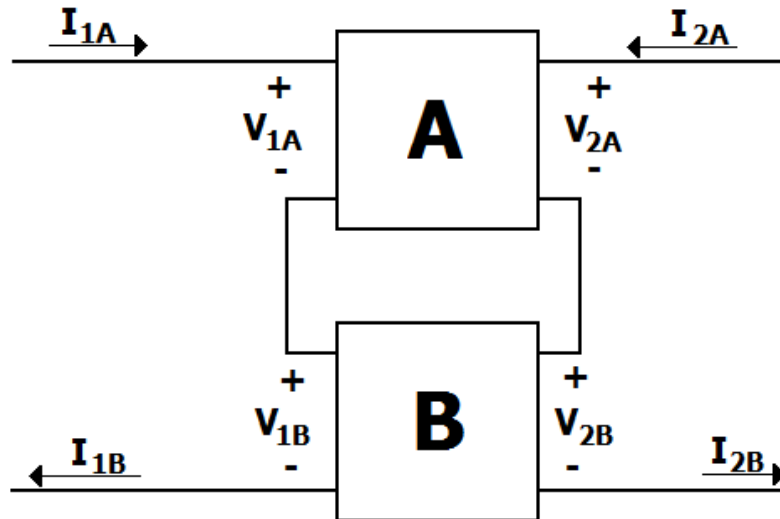 I1A
I2A
+
+
V1A
A
V2A
-
-
+
+
V1B
B
V2B
I1B
-
-
I2B